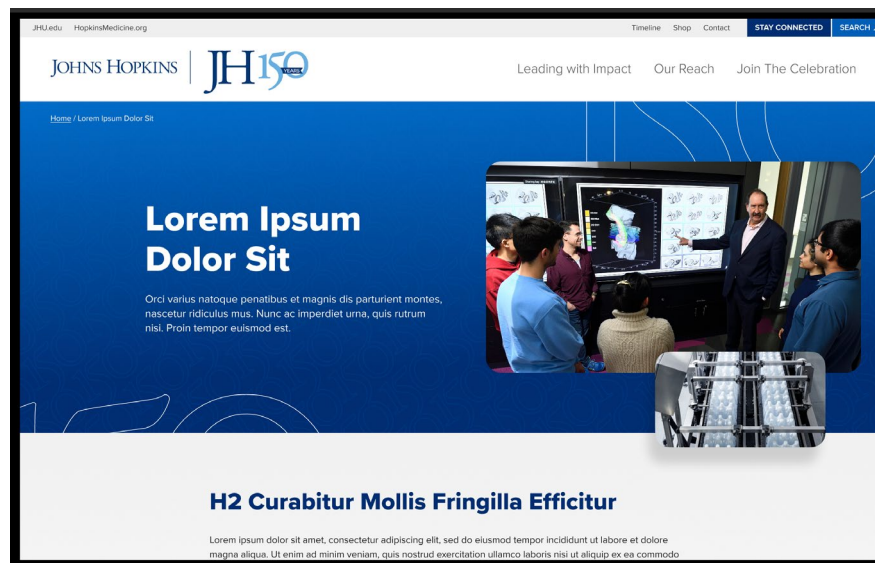 JHU.edu HopkinsMedicine.org Timeline Shop Contact STAY CONNECTED SEARCH
JOHNS HOPKINS JH150 YEARS
Leading with Impact Our Reach Join The Celebration
Home / Lorem Ipsum Dolor Sit
Lorem Ipsum
Dolor Sit
Orci varius natoque penatibus et magnis dis parturient montes,
nascetur ridiculus mus. Nunc ac imperdiet urna, quis rutrum
nisi. Proin tempor euismod est.
H2 Curabitur Mollis Fringilla Efficitur
Lorem ipsum dolor sit amet, consectetur adipiscing elit, sed do eiusmod tempor incididunt ut labore et dolore
magna aliqua. Ut enim ad minim veniam, quis nostrud exercitation ullamco laboris nisi ut aliquip ex ea commodo